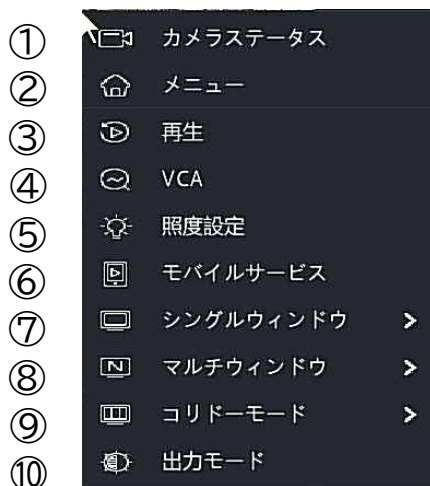 ① カメラステータス
② メニュー
③ 再生
④ VCA
⑤ 照度設定
⑥ モバイルサービス
⑦ シングルウィンドウ >
⑧ マルチウィンドウ >
⑨ コリドーモード >
⑩ 出力モード